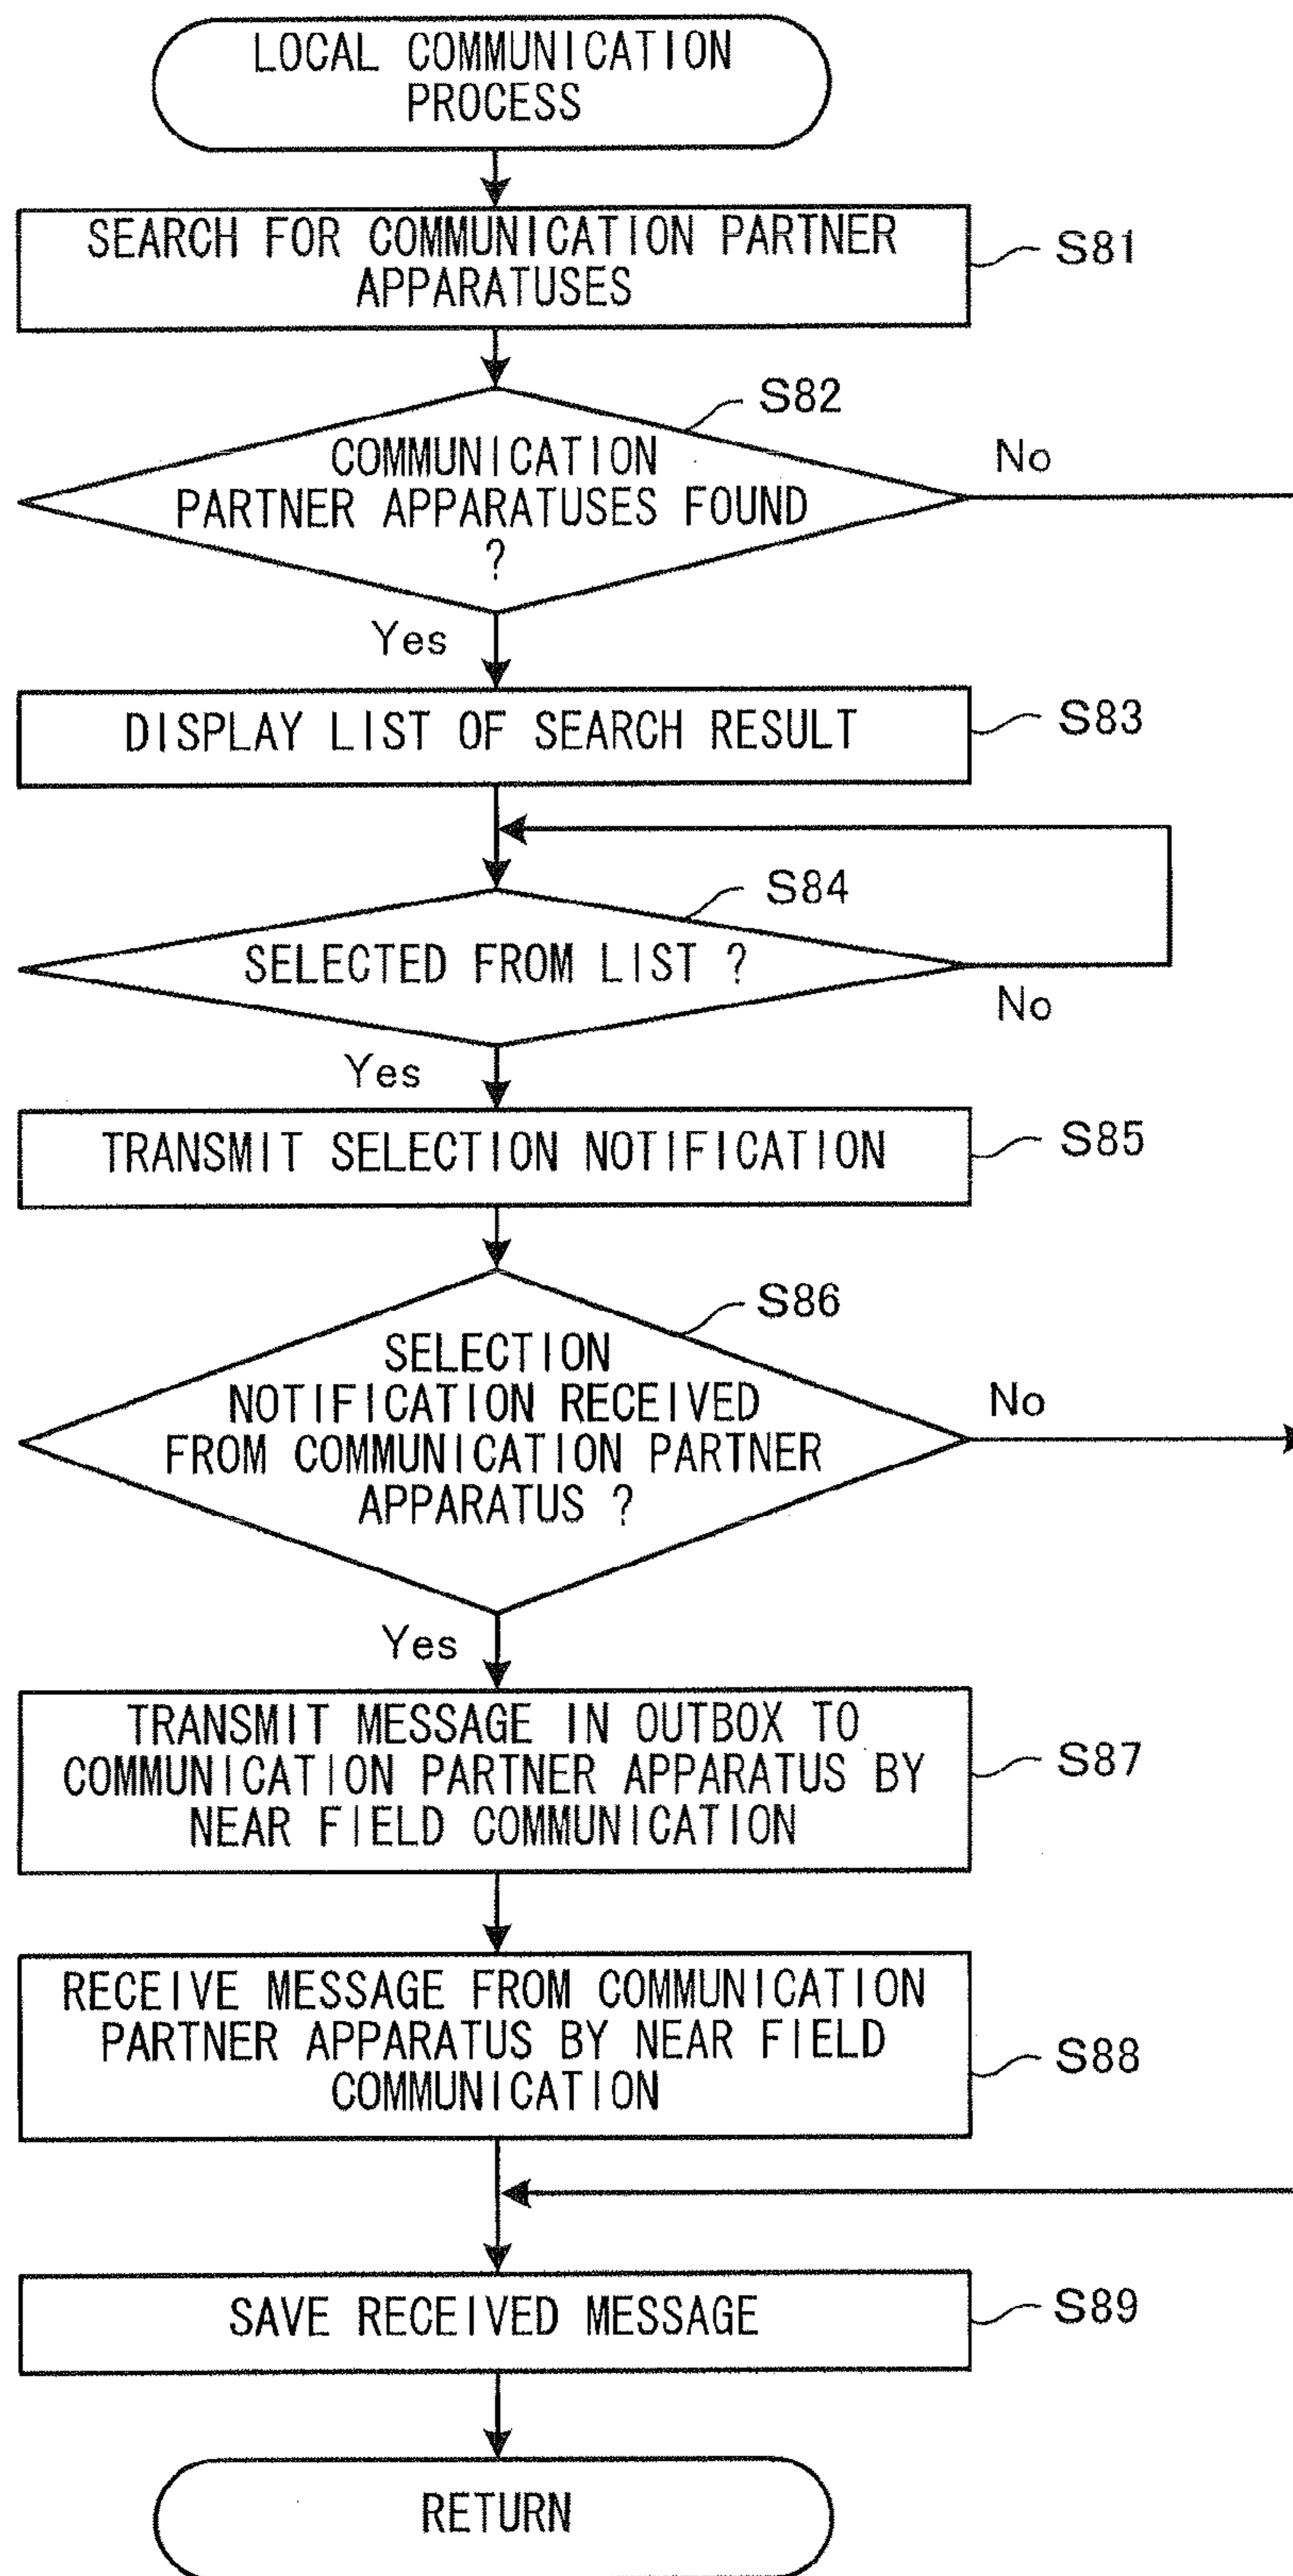 LOCAL COMMUNICATION
PROCESS
SEARCH FOR COMMUNICATION PARTNER
APPARATUSES
S81
S82
COMMUNICATION
PARTNER APPARATUSES FOUND
?
No
Yes
DISPLAY LIST OF SEARCH RESULT
S83
S84
SELECTED FROM LIST ?
No
Yes
TRANSMIT SELECTION NOTIFICATION
S85
S86
SELECTION
NOTIFICATION RECEIVED
FROM COMMUNICATION PARTNER
APPARATUS ?
No
Yes
TRANSMIT MESSAGE IN OUTBOX TO
COMMUNICATION PARTNER APPARATUS BY
NEAR FIELD COMMUNICATION
S87
RECEIVE MESSAGE FROM COMMUNICATION
PARTNER APPARATUS BY NEAR FIELD
COMMUNICATION
S88
SAVE RECEIVED MESSAGE
S89
RETURN